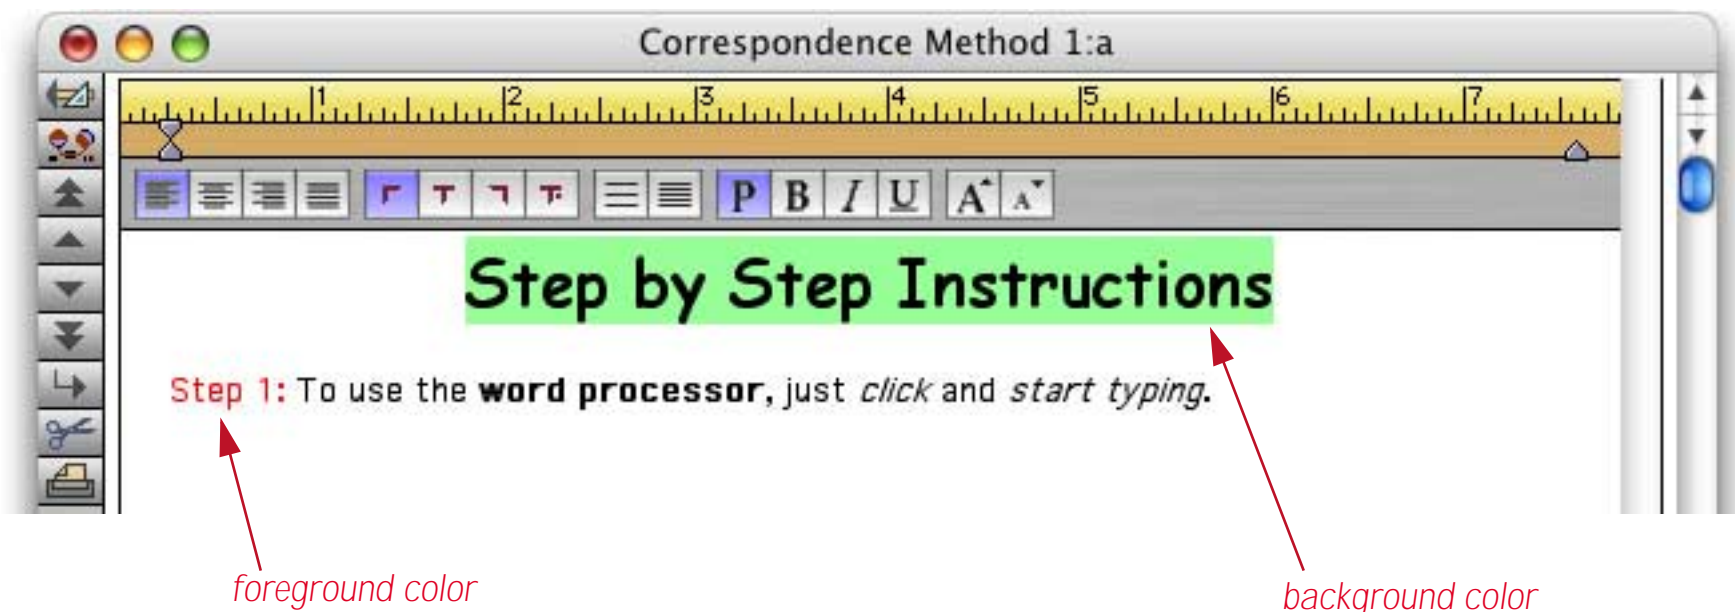 Correspondence Method 1:a
1 2 3 4 5 6 7
P B I U A A
Step by Step Instructions
Step 1: To use the word processor, just click and start typing.
foreground color
background color